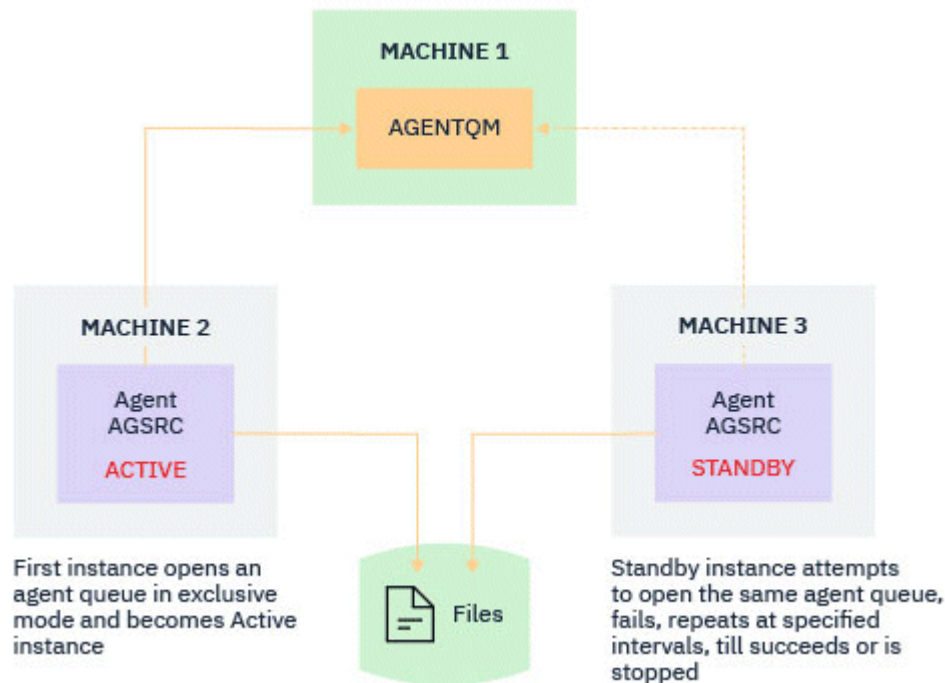 MACHINE 1
AGENTQM
MACHINE 2
Agent
AGSRC
ACTIVE
MACHINE 3
Agent
AGSRC
STANDBY
First instance opens an
agent queue in exclusive
mode and becomes Active
instance
Files
Standby instance attempts
to open the same agent queue,
fails, repeats at specified
intervals, till succeeds or is
stopped